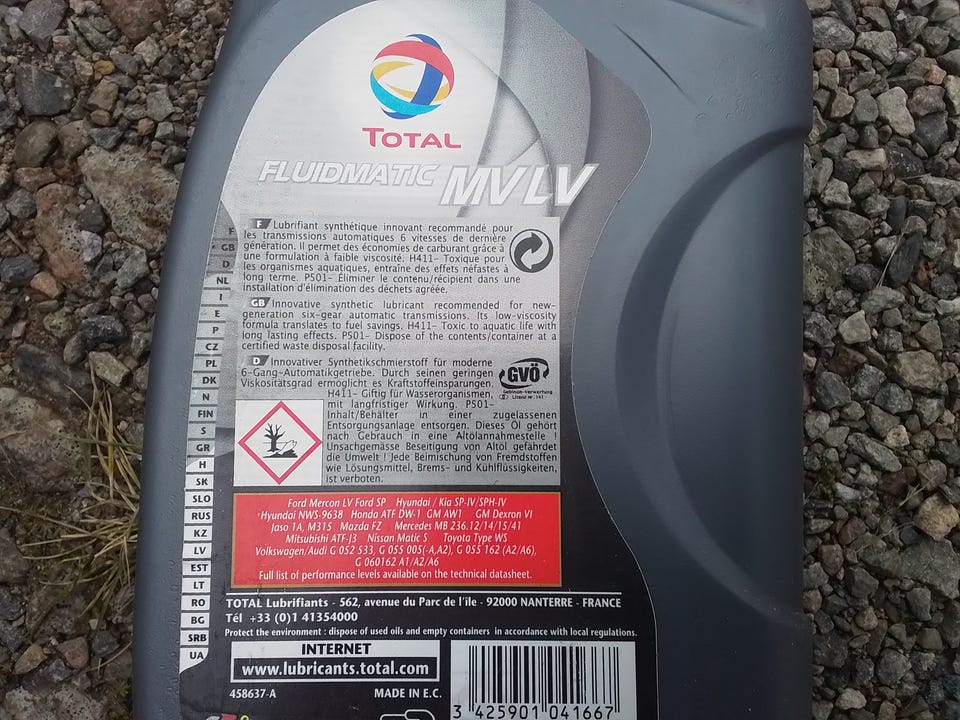 TOTAL
FLUIDMATIC MV LV
F Lubrifiant synthétique innovant recommandé pour
les transmissions automatiques 6 vitesses de dernière
génération. Il permet des économies de carburant grâce à
une formulation à faible viscosité. H411- Toxique pour
les organismes aquatiques, entraîne des effets néfastes à
long terme. P501- Éliminer le contenu/récipient dans une
installation d'élimination des déchets agréée.
GB Innovative synthetic lubricant recommended for new-
generation six-gear automatic transmissions. Its low-viscosity
formula translates to fuel savings. H411- Toxic to aquatic life with
long lasting effects. P501- Dispose of the contents/container at a
certified waste disposal facility.
D Innovativer Synthetikschmierstoff für moderne
6-Gang-Automatikgetriebe. Durch seinen geringen
Viskositätsgrad ermöglicht es Kraftstoffeinsparungen.
H411- Giftig für Wasserorganismen,
mit langfristiger Wirkung. P501-
Inhalt/Behälter in einer zugelassenen
Entsorgungsanlage entsorgen. Dieses Öl gehört
nach Gebrauch in eine Altölannahmestelle !
Unsachgemässe Beseitigung von Altöl gefährdet
die Umwelt ! Jede Beimischung von Fremdstoffen
wie Lösungsmittel, Brems- und Kühlflüssigkeiten,
ist verboten.
GVÖ
Gebinde-Verwertung
Lizenz Nr. 147
F
GB
D
NL
I
E
P
CZ
PL
DK
N
FIN
S
GR
H
SK
SLO
RUS
KZ
LV
EST
LT
RO
BG
SRB
UA
Ford Mercon LV Ford SP Hyundai / Kia SP-IV/SPH-IV
Hyundai NWS-9638 Honda ATF DW-1 GM AW1 GM Dexron VI
Jaso 1A, M315 Mazda FZ Mercedes MB 236.12/14/15/41
Mitsubishi ATF-J3 Nissan Matic S Toyota Type WS
Volkswagen/Audi G 052 533, G 055 005(-A,A2), G 055 162 (A2/A6),
G 060162 A1/A2/A6
Full list of performance levels available on the technical datasheet.
TOTAL Lubrifiants - 562, avenue du Parc de l'île - 92000 NANTERRE - FRANCE
Tél +33 (0)1 41354000
Protect the environment : dispose of used oils and empty containers in accordance with local regulations.
INTERNET
www.lubricants.total.com
458637-A MADE IN E.C.
3 425901 041667